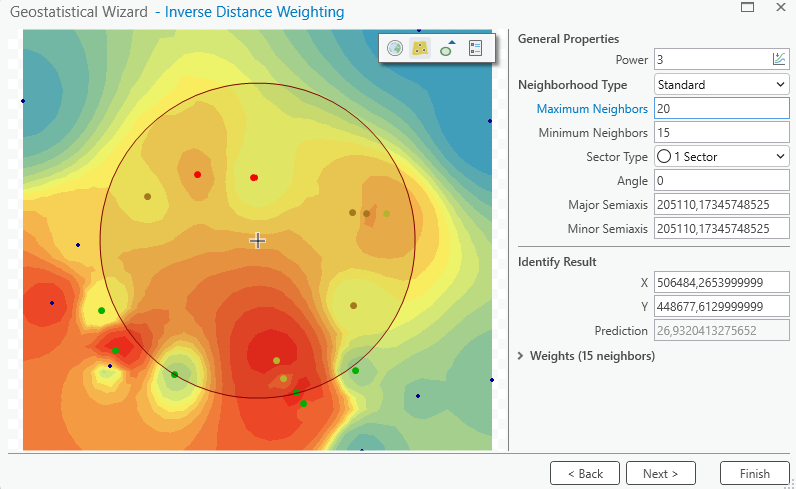 Geostatistical Wizard - Inverse Distance Weighting
General Properties
Power 3
Neighborhood Type Standard
Maximum Neighbors 20
Minimum Neighbors 15
Sector Type 1 Sector
Angle 0
Major Semiaxis 205110,17345748525
Minor Semiaxis 205110,17345748525
Identify Result
X 506484,2653999999
Y 448677,6129999999
Prediction 26,9320413275652
Weights (15 neighbors)
< Back Next > Finish